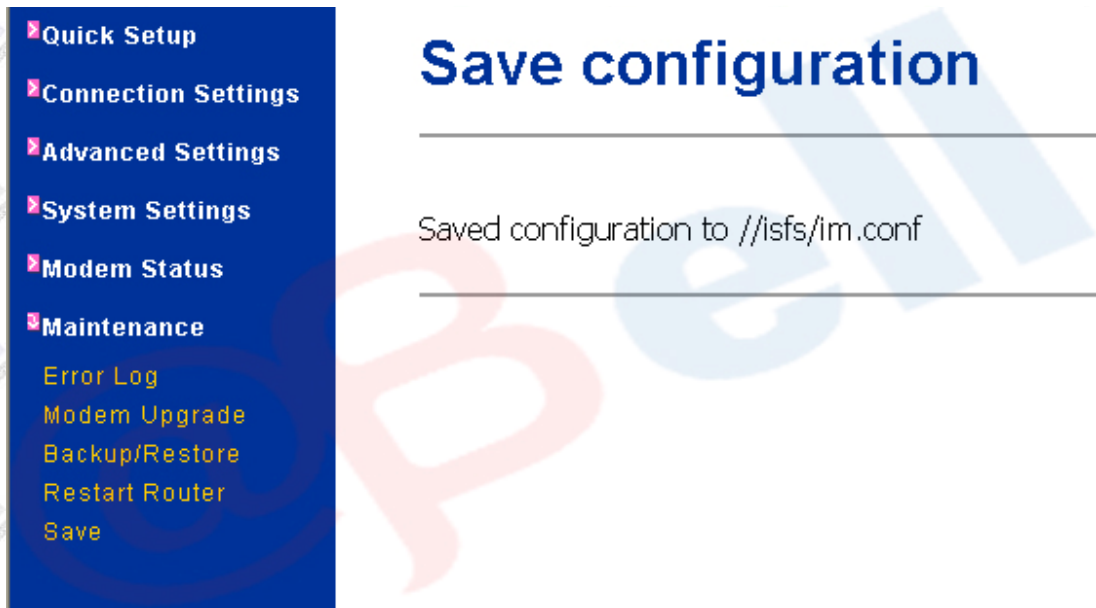 Quick Setup
Connection Settings
Advanced Settings
System Settings
Modem Status
Maintenance
Error Log
Modem Upgrade
Backup/Restore
Restart Router
Save
Save configuration
Saved configuration to //isfs/im.conf
@Bell